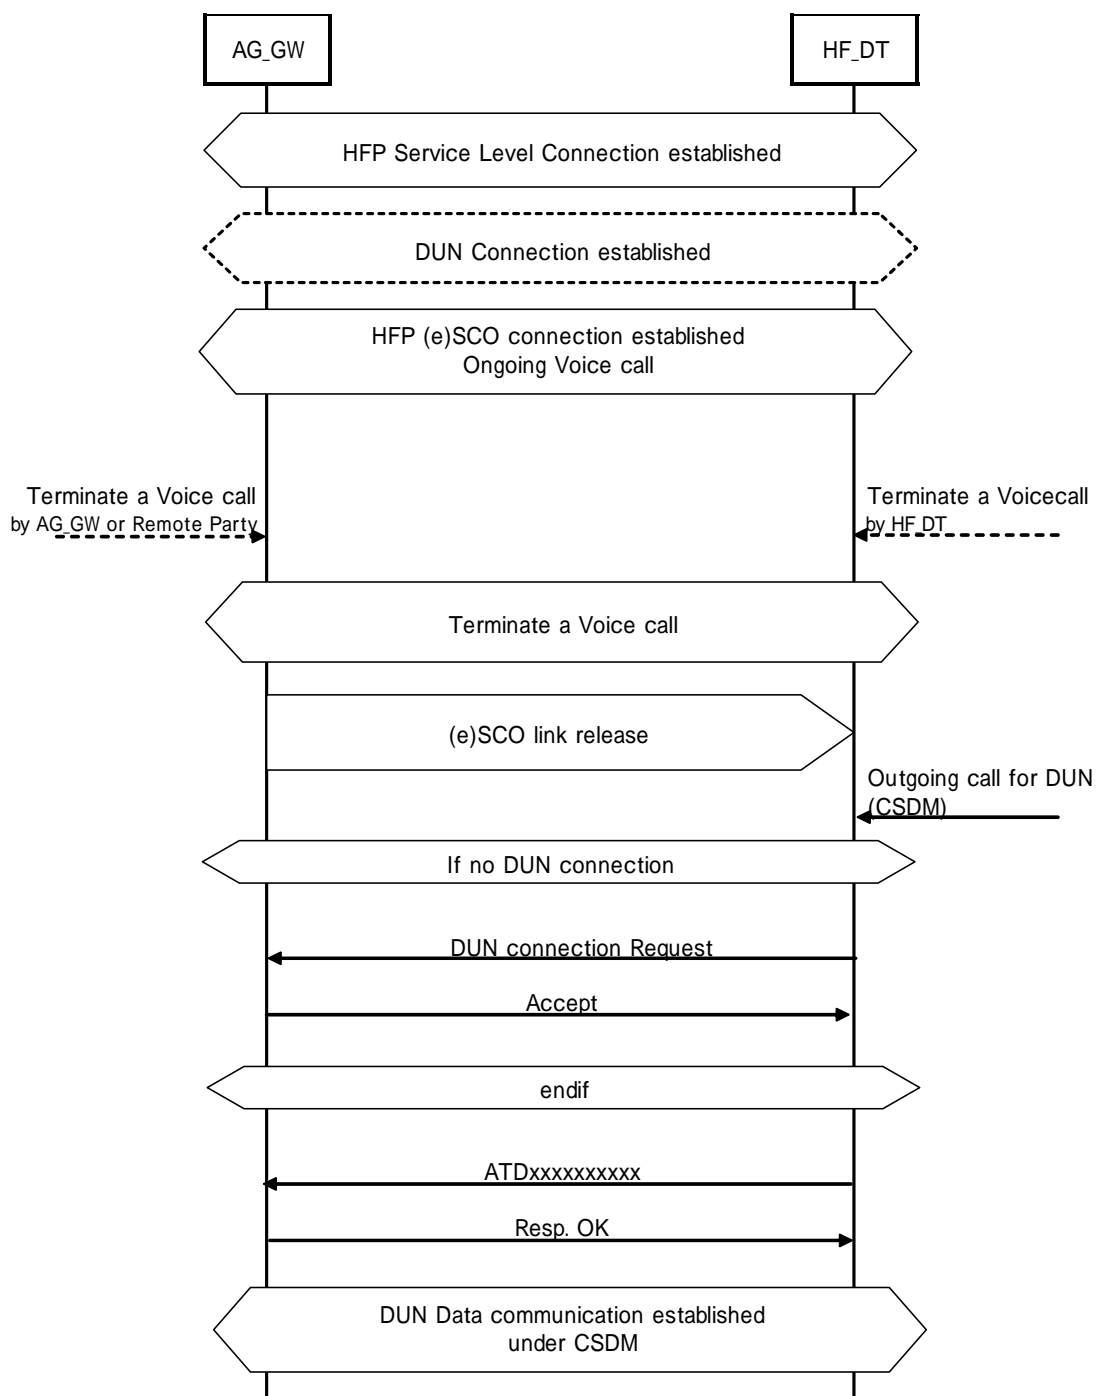 AG_GW
HF_DT
HFP Service Level Connection established
DUN Connection established
HFP (e)SCO connection established
Ongoing Voice call
Terminate a Voice call
by AG_GW or Remote Party
Terminate a Voicecall
by HF_DT
Terminate a Voice call
(e)SCO link release
Outgoing call for DUN
(CSDM)
If no DUN connection
DUN connection Request
Accept
endif
ATDxxxxxxxxxx
Resp. OK
DUN Data communication established
under CSDM